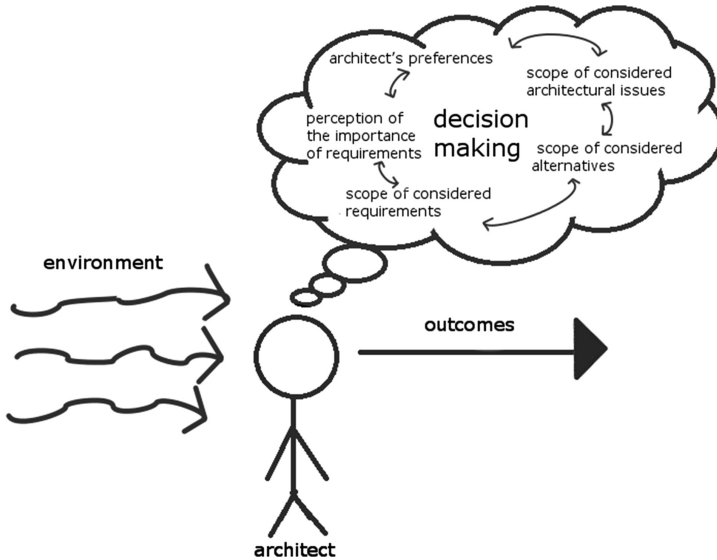 architect's preferences
scope of considered
architectural issues
perception of
the importance
of requirements
decision
making
scope of considered
alternatives
scope of considered
requirements
environment
outcomes
architect